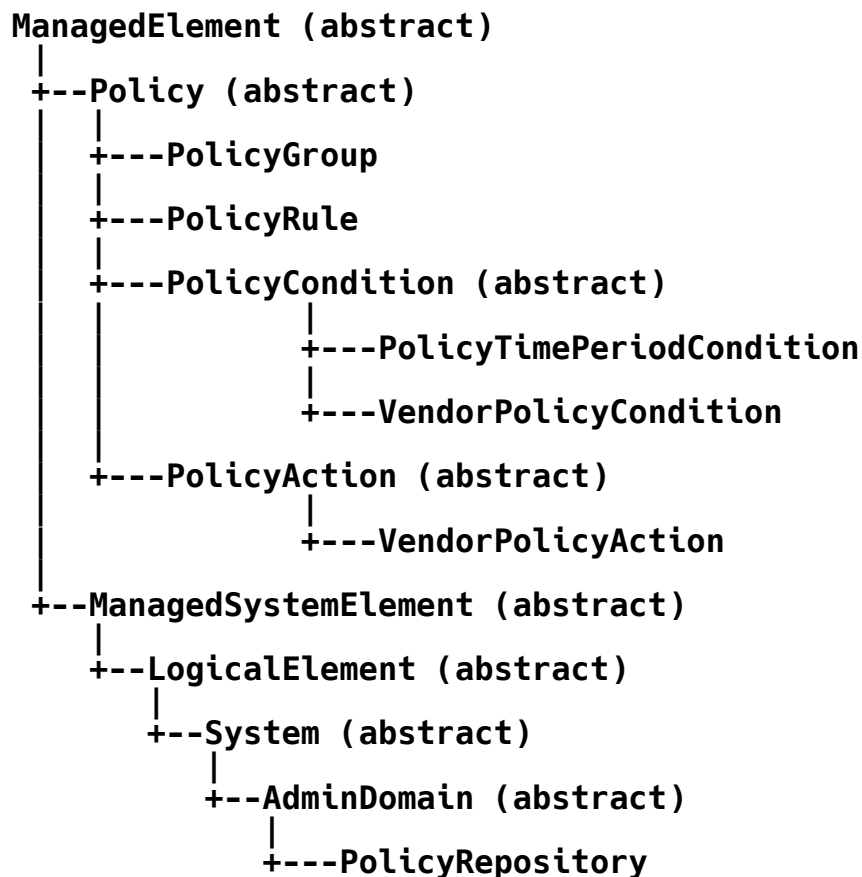 ManagedElement (abstract)
|
+--Policy (abstract)
|  |
|  +---PolicyGroup
|  |
|  +---PolicyRule
|  |
|  +---PolicyCondition (abstract)
|  |          |
|  |          +---PolicyTimePeriodCondition
|  |          |
|  |          +---VendorPolicyCondition
|  |
|  +---PolicyAction (abstract)
|             |
|             +---VendorPolicyAction
|
+--ManagedSystemElement (abstract)
   |
   +--LogicalElement (abstract)
      |
      +--System (abstract)
         |
         +--AdminDomain (abstract)
            |
            +---PolicyRepository